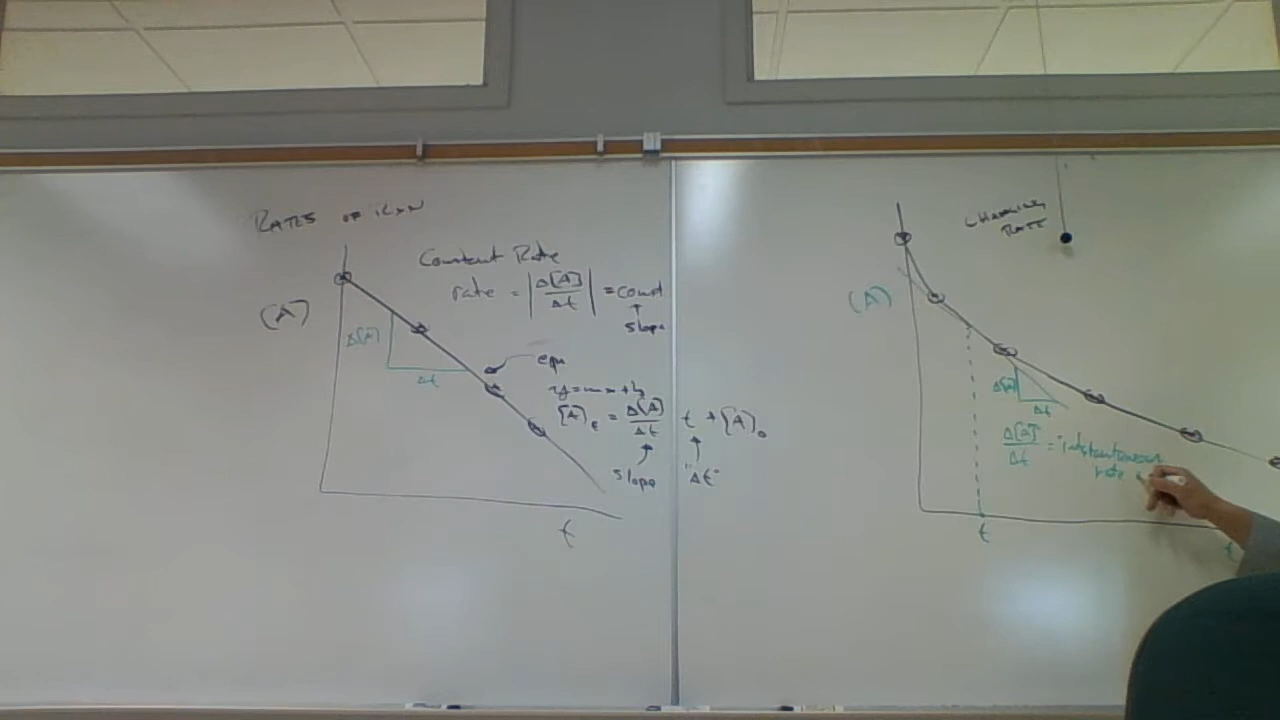 RATES OF RXN
Constant Rate
rate = |Δ[A]/Δt| = const
↑
slope
[A]
Δ[A]
Δt
eqn
y=mx+b
[A]t = Δ[A]/Δt t + [A]0
↑ ↑
slope "Δt"
t
CHANGING
RATE
[A]
Δ[A]
Δt
Δ[A]/Δt = "instantaneous
rate
t
t